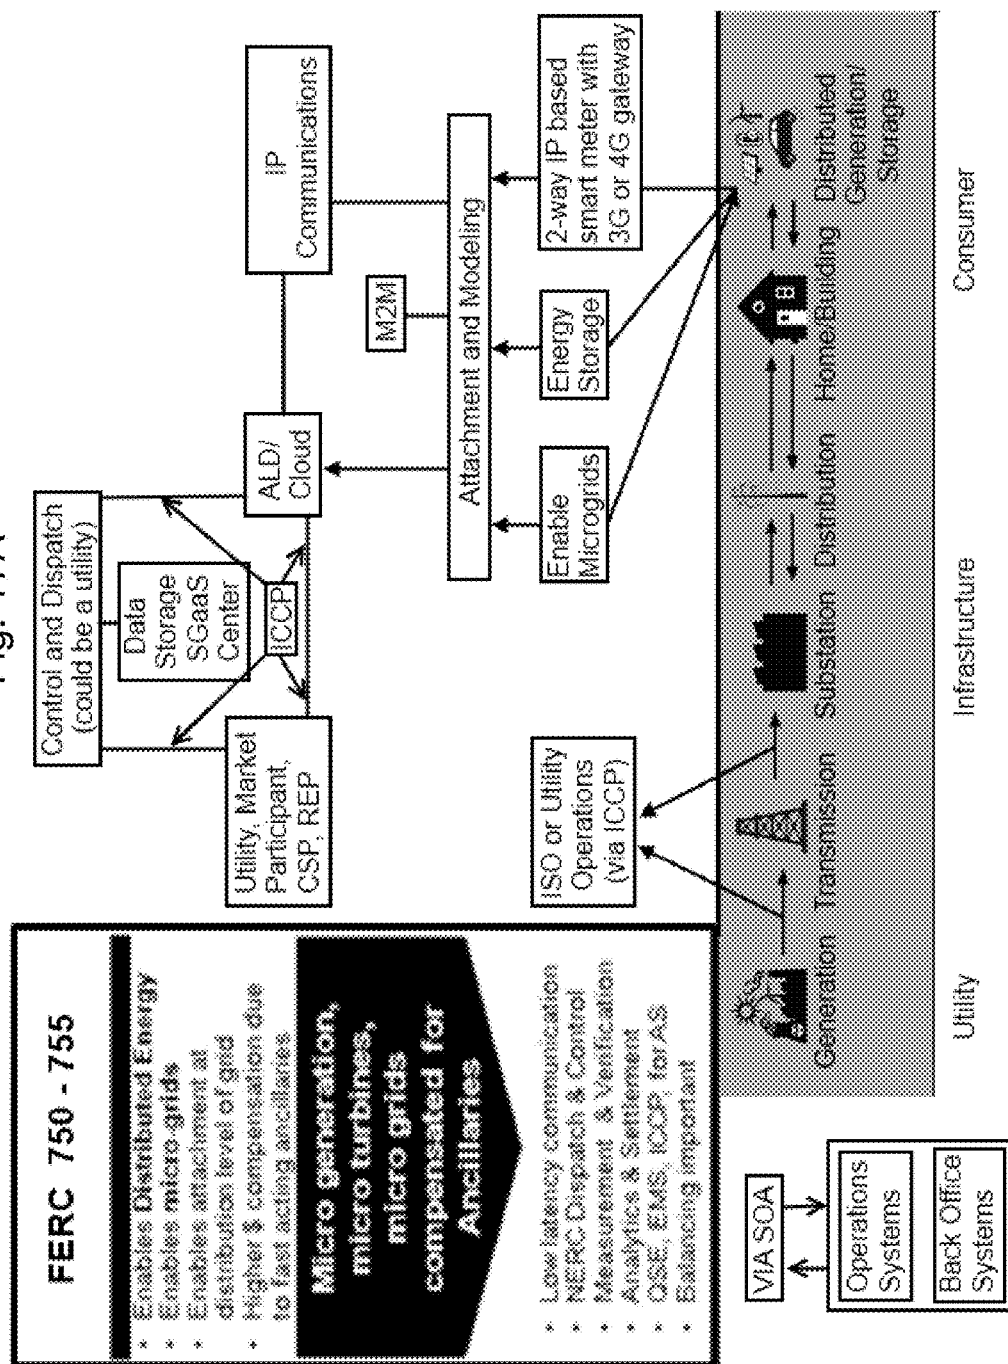 FERC 750 - 755
• Enables Distributed Energy
• Enables micro grids
• Enables attachment at
distribution level of grid
• Higher $ compensation due
to fast acting ancillaries
Micro generation,
micro turbines,
micro grids
compensated for
Ancillaries
• Low latency communication
• NERC Dispatch & Control
• Measurement & Verification
• Analytics & Settlement
• QSE, EMS, ICCP, for AS
• Balancing important
Control and Dispatch
(could be a utility)
Data
Storage
SGaaS
Center
ICCP
Utility, Market
Participant,
CSP, REP
ALD/
Cloud
IP
Communications
M2M
Attachment and Modeling
Enable
Microgrids
Energy
Storage
2-way IP based
smart meter with
3G or 4G gateway
ISO or Utility
Operations
(via ICCP)
Generation
Transmission
Substation
Distribution
Home/Building
Distributed
Generation/
Storage
Utility
Infrastructure
Consumer
VIA SOA
Operations
Systems
Back Office
Systems